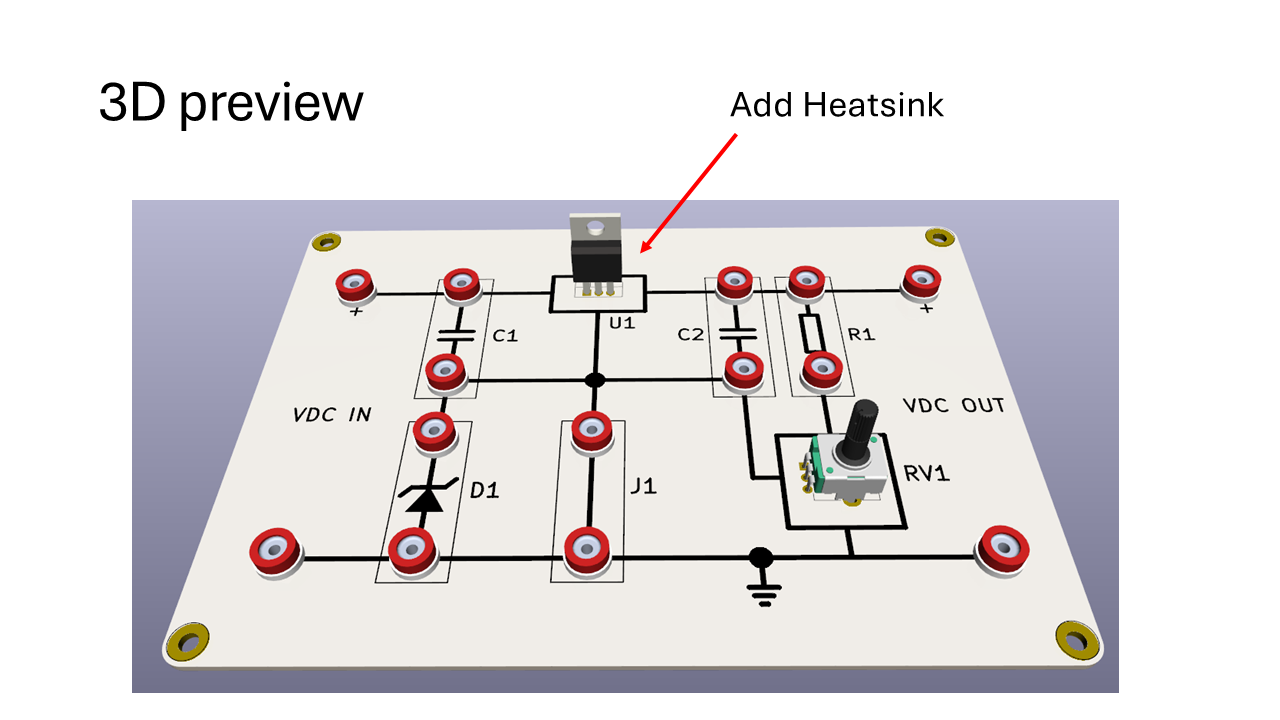 3D preview
Add Heatsink
+
+
U1
C1
C2
R1
VDC IN
VDC OUT
D1
J1
RV1